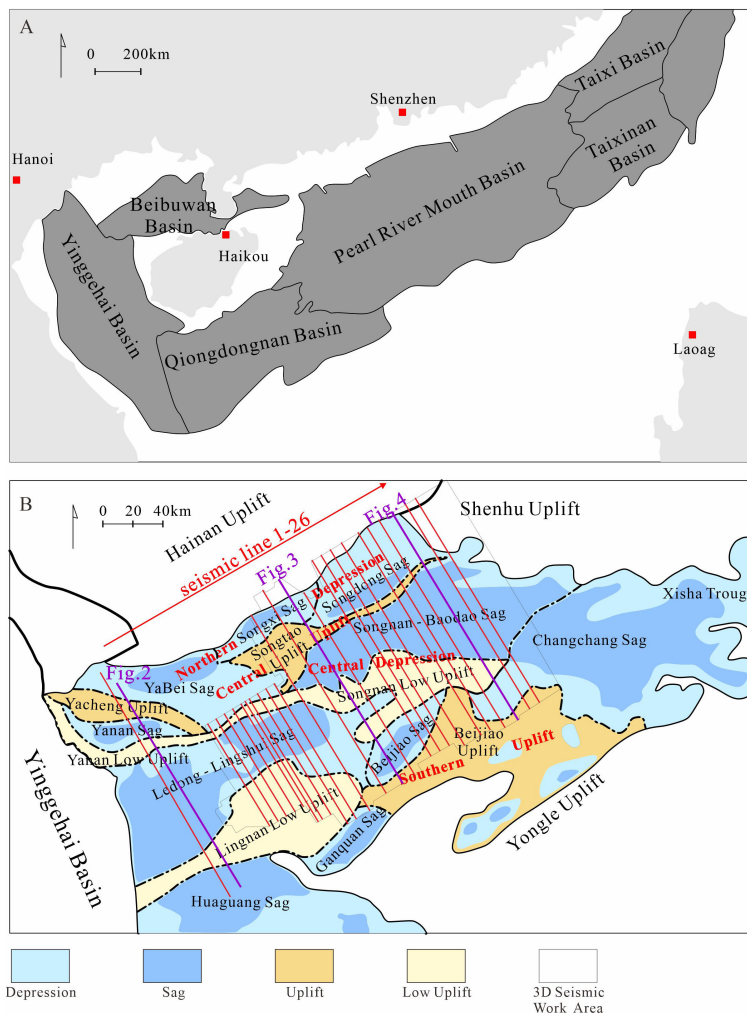 A
0 200km
Taixi Basin
Shenzhen
Taixinan
Basin
Hanoi
Pearl River Mouth Basin
Beibuwan
Basin
Haikou
Yinggehai Basin
Qiongdongnan Basin
Laoag
B
0 20 40km
Hainan Uplift
seismic line 1-26
Fig.4
Shenhu Uplift
Fig.3
Northern Depression
Songdong Sag
Songxi Sag
Xisha Troug
Songtao
Uplift
Central Uplift
Songnan - Baodao Sag
Changchang Sag
Fig.2
YaBei Sag
Central Depression
Songnan Low Uplift
Yacheng Uplift
Yanan Sag
Yanan Low Uplift
Ledong - Lingshui Sag
Beijiao Sag
Beijiao
Uplift
Southern Uplift
Yinggehai Basin
Lingnan Low Uplift
Ganquan Sag
Yongle Uplift
Huaguang Sag
Depression
Sag
Uplift
Low Uplift
3D Seismic
Work Area